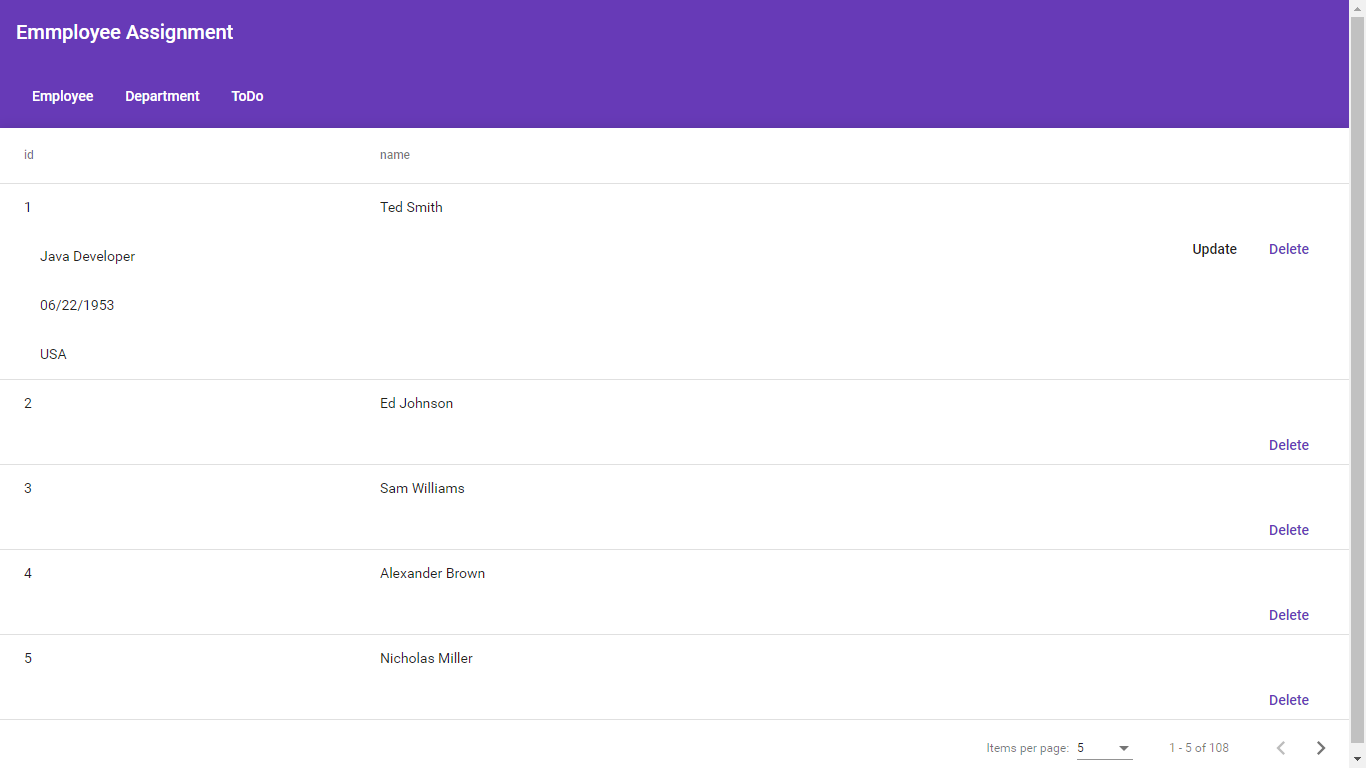 Emmployee Assignment
Employee Department ToDo
id name
1 Ted Smith
Update Delete
Java Developer
06/22/1953
USA
2 Ed Johnson
Delete
3 Sam Williams
Delete
4 Alexander Brown
Delete
5 Nicholas Miller
Delete
Items per page: 5 1 - 5 of 108